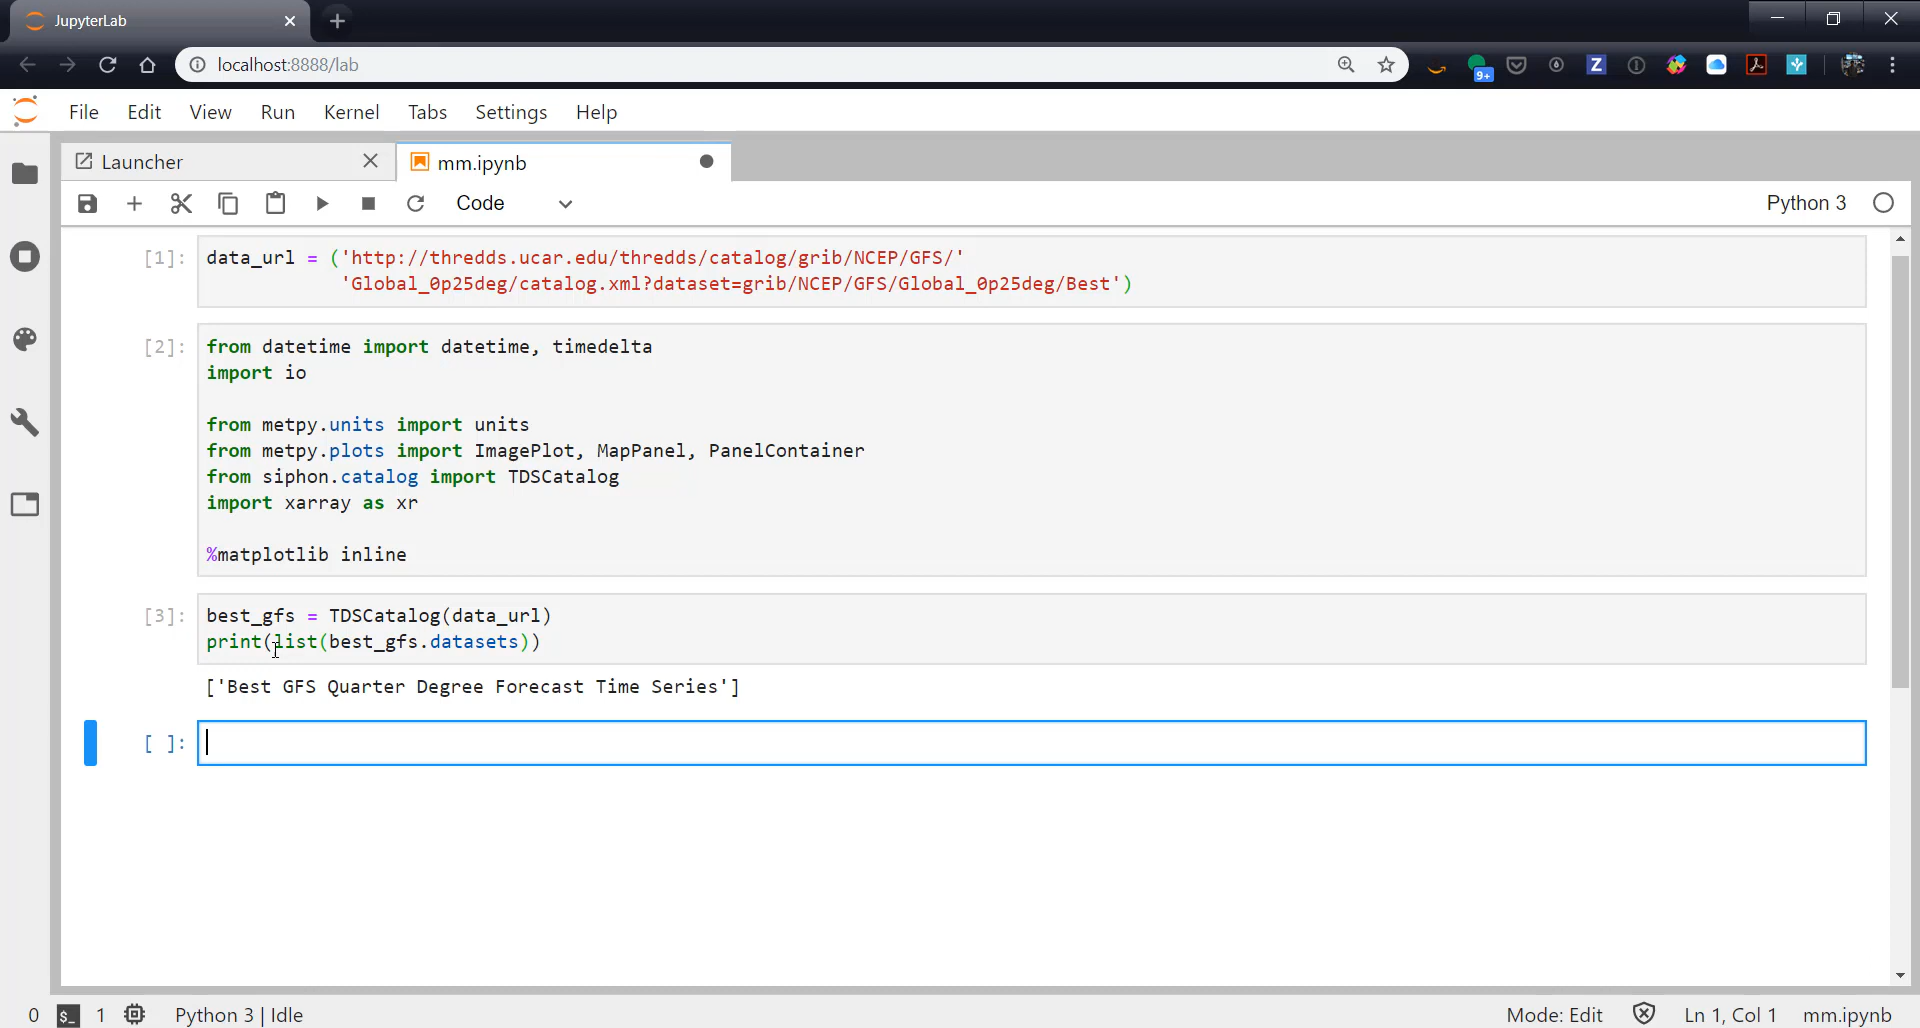 JupyterLab
localhost:8888/lab
9+
Z
File Edit View Run Kernel Tabs Settings Help
Launcher
mm.ipynb
Code
Python 3
[1]: data_url = ('http://thredds.ucar.edu/thredds/catalog/grib/NCEP/GFS/'
'Global_0p25deg/catalog.xml?dataset=grib/NCEP/GFS/Global_0p25deg/Best')
[2]: from datetime import datetime, timedelta
import io
from metpy.units import units
from metpy.plots import ImagePlot, MapPanel, PanelContainer
from siphon.catalog import TDSCatalog
import xarray as xr
%matplotlib inline
[3]: best_gfs = TDSCatalog(data_url)
print(list(best_gfs.datasets))
['Best GFS Quarter Degree Forecast Time Series']
[ ]:
0 $_ 1 Python 3 | Idle Mode: Edit Ln 1, Col 1 mm.ipynb